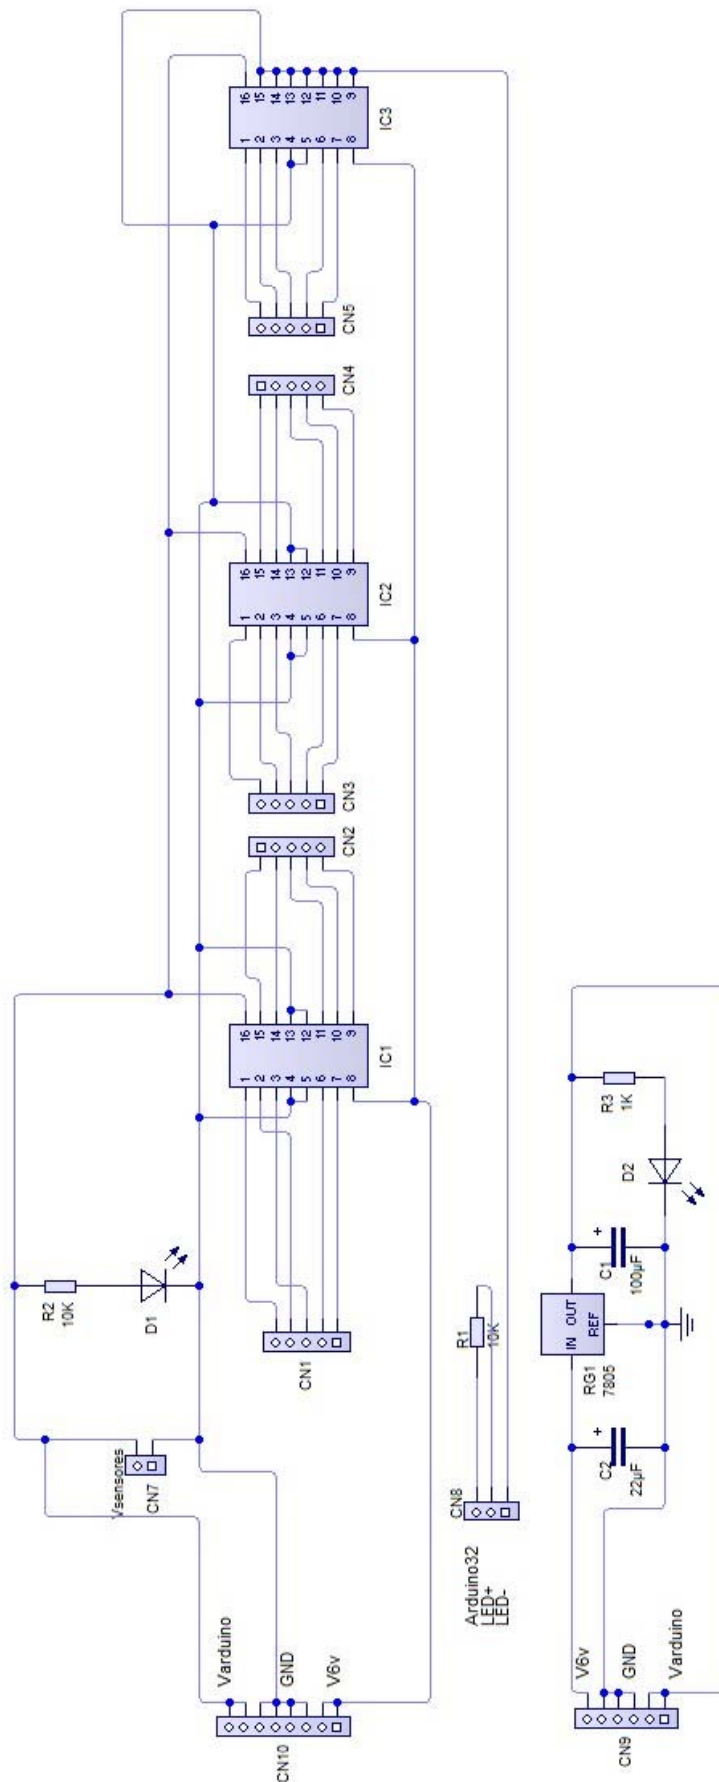 16 15 14 13 12 11 10 9
1 2 3 4 5 6 7 8
IC3
CN5
CN4
16 15 14 13 12 11 10 9
1 2 3 4 5 6 7 8
IC2
CN3
CN2
16 15 14 13 12 11 10 9
1 2 3 4 5 6 7 8
IC1
R2
10K
D1
CN1
Vsensores
CN7
Varduino
GND
V6v
CN10
R1
10K
CN8
Arduino32
LED+
LED-
R3
1K
D2
+
C1
100µF
IN OUT
REF
RG1
7805
+
C2
22µF
V6v
GND
Varduino
CN9